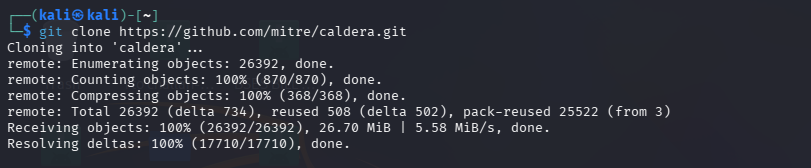 ┌──(kali㉿kali)-[~]
└─$ git clone https://github.com/mitre/caldera.git
Cloning into 'caldera'...
remote: Enumerating objects: 26392, done.
remote: Counting objects: 100% (870/870), done.
remote: Compressing objects: 100% (368/368), done.
remote: Total 26392 (delta 734), reused 508 (delta 502), pack-reused 25522 (from 3)
Receiving objects: 100% (26392/26392), 26.70 MiB | 5.58 MiB/s, done.
Resolving deltas: 100% (17710/17710), done.